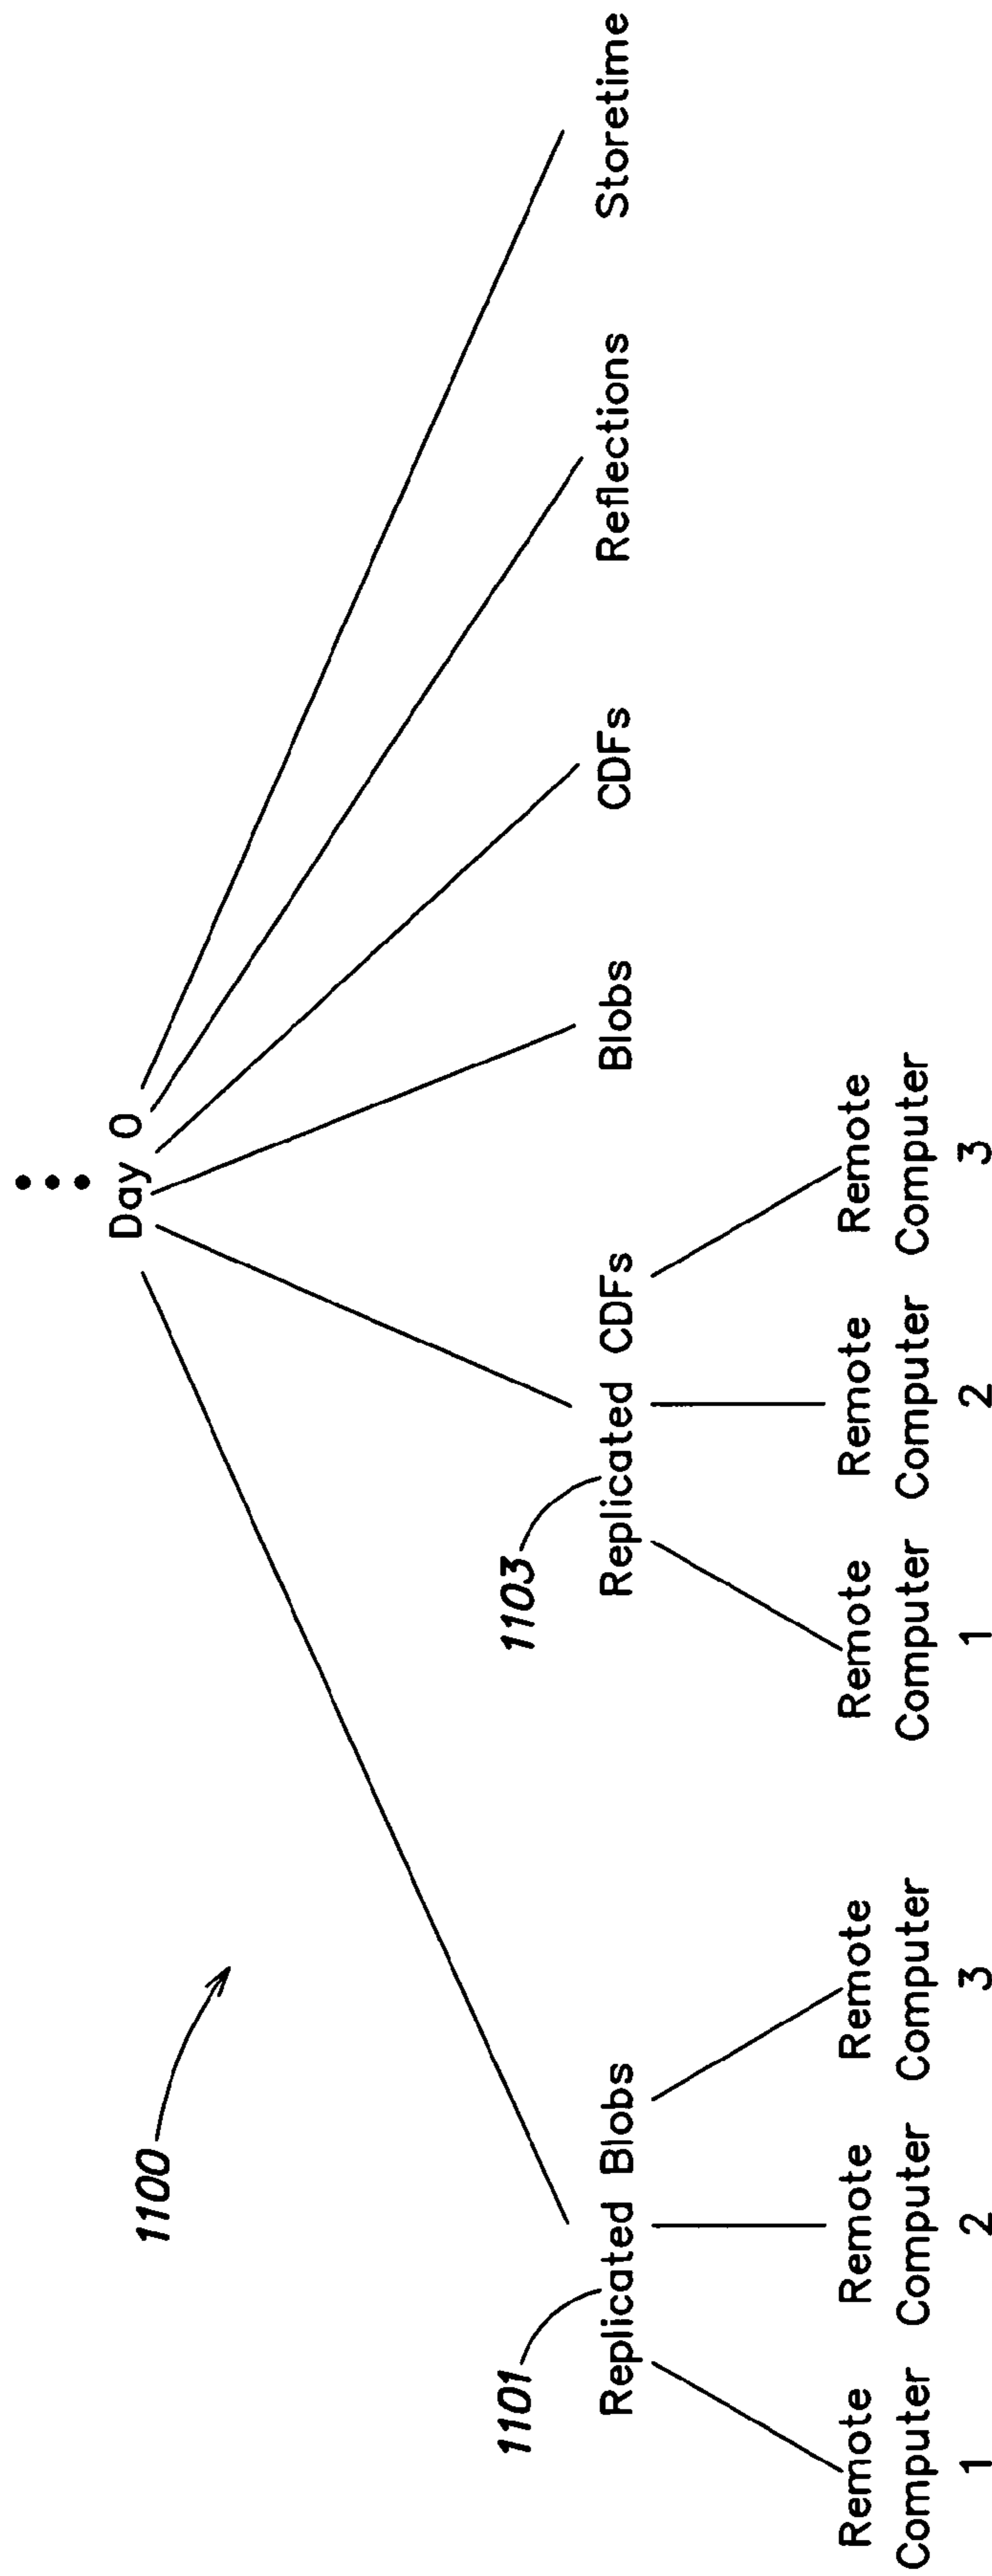 Day 0
1100
1101
1103
Replicated Blobs
Replicated CDFs
Blobs
CDFs
Reflections
Storetime
Remote
Computer
1
Remote
Computer
2
Remote
Computer
3
Remote
Computer
1
Remote
Computer
2
Remote
Computer
3